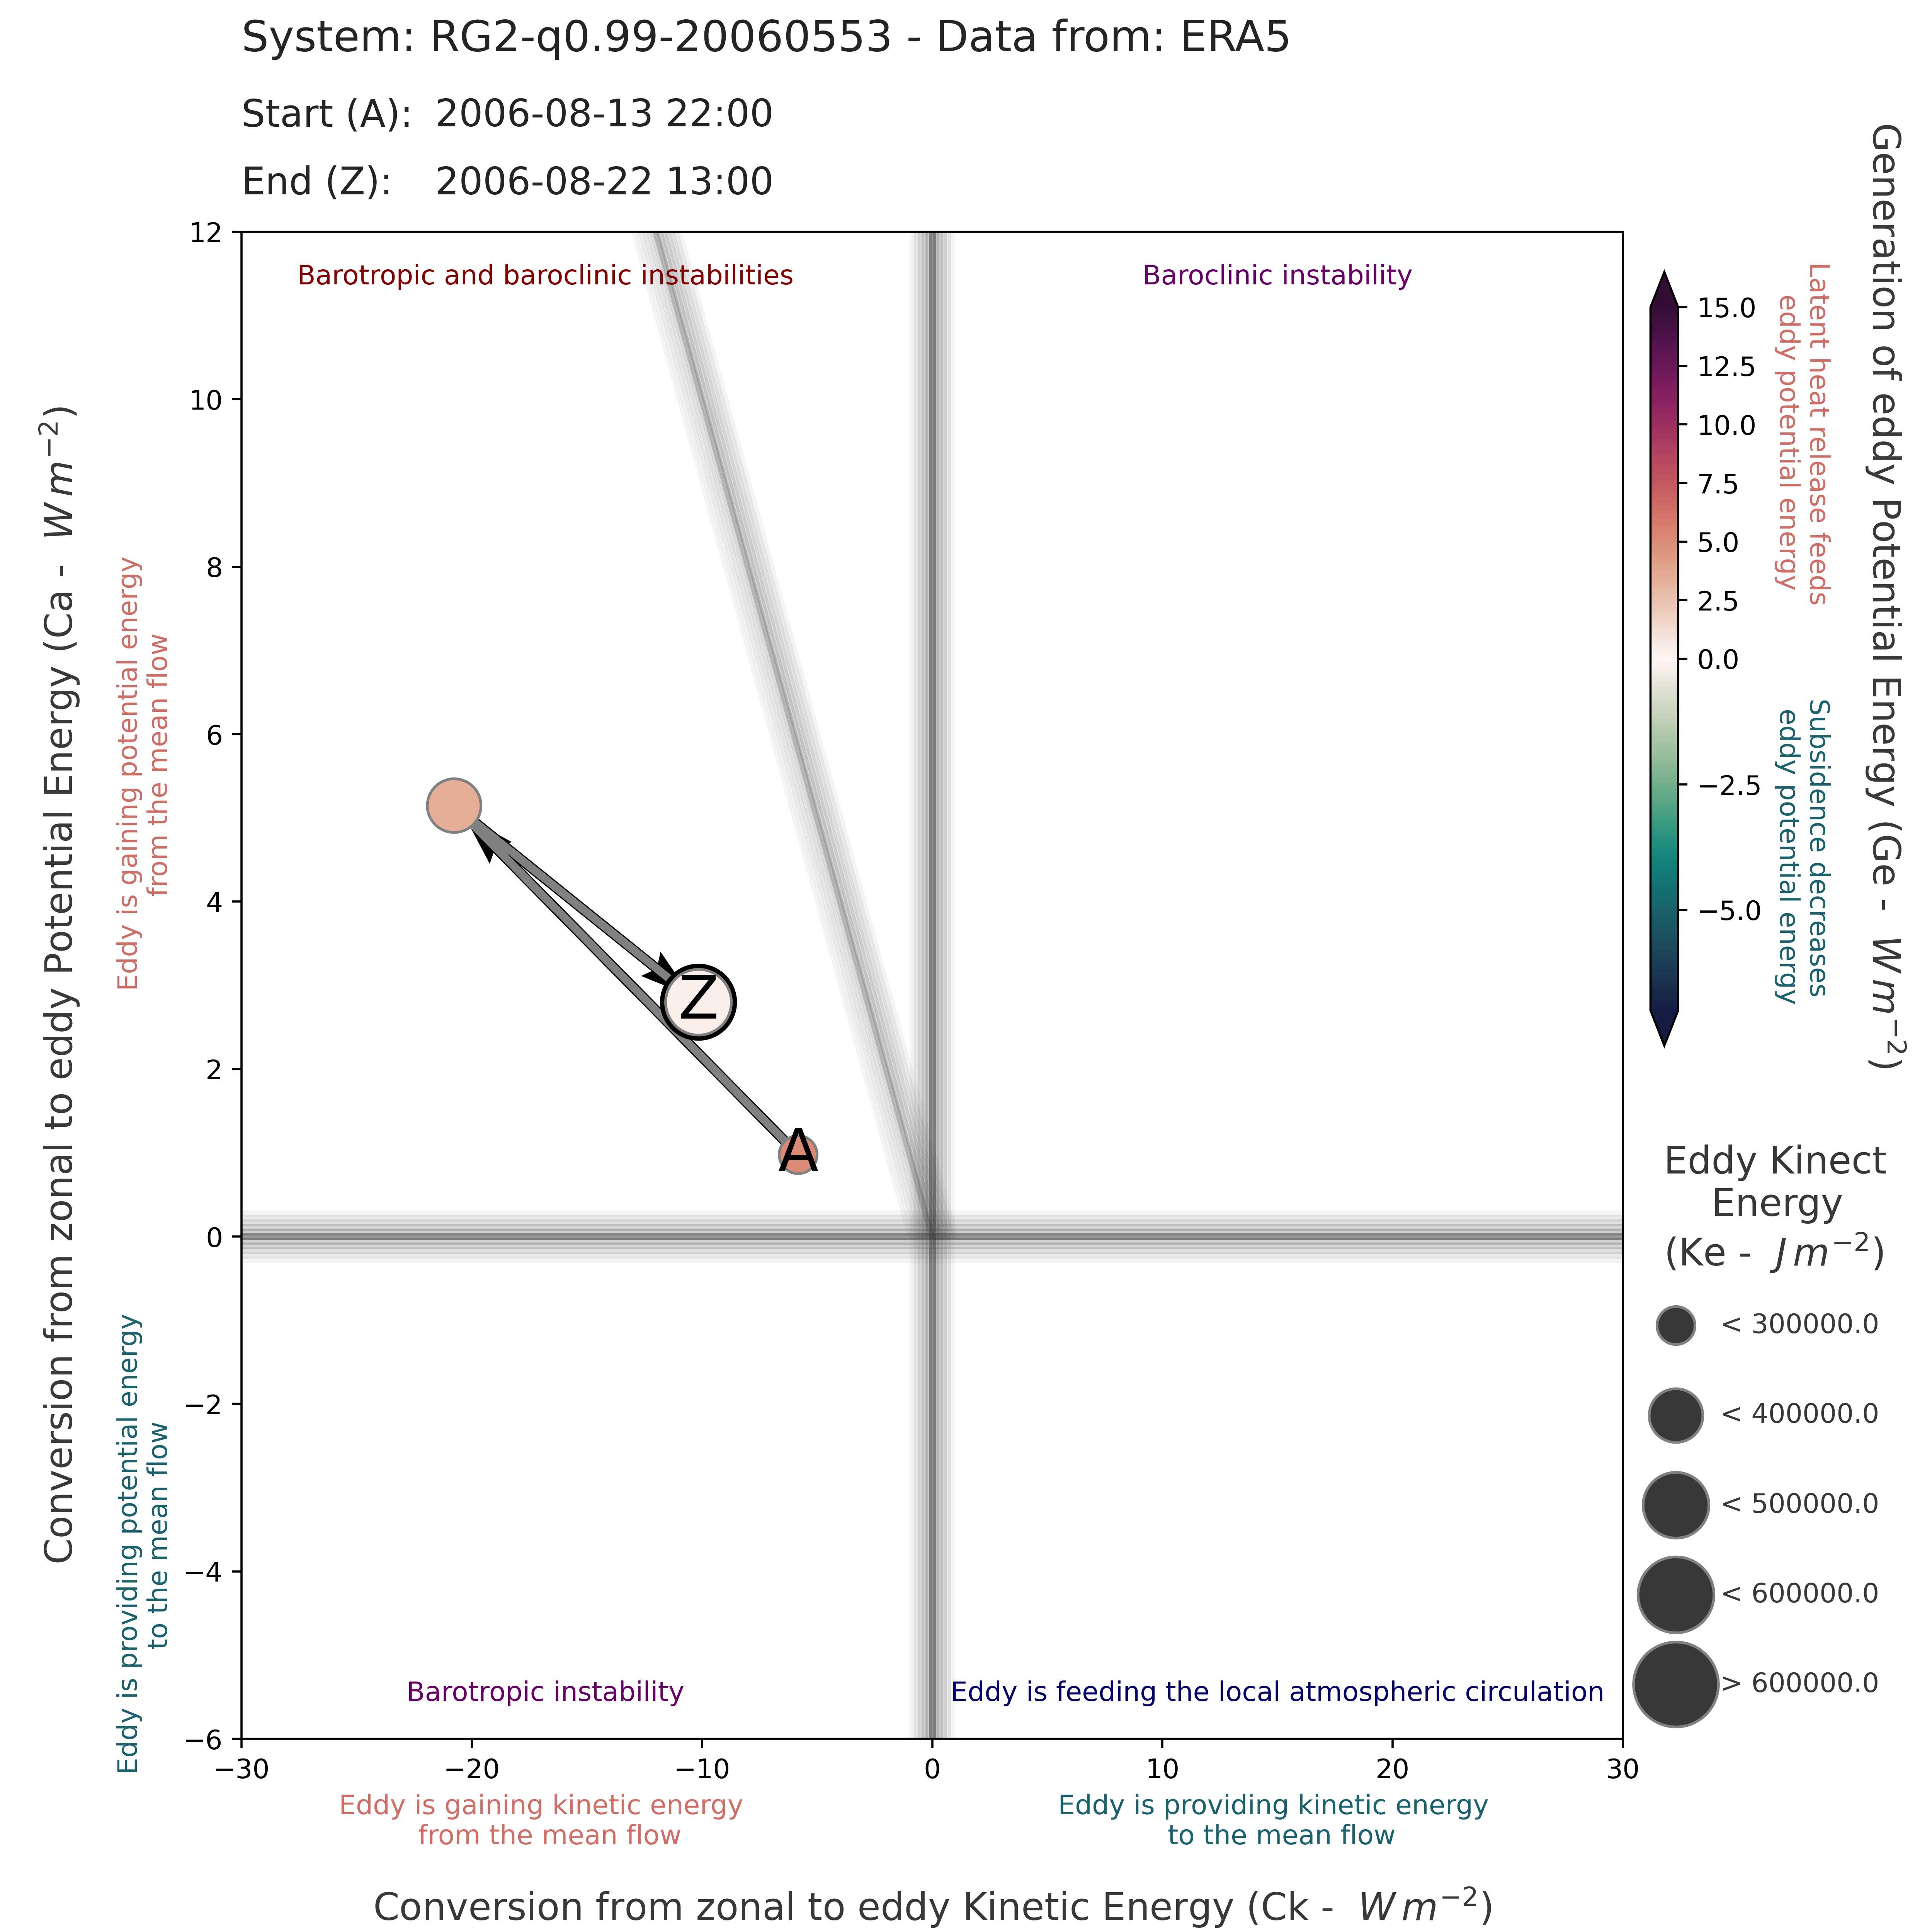 System: RG2-q0.99-20060553 - Data from: ERA5
Start (A): 2006-08-13 22:00
End (Z): 2006-08-22 13:00
Conversion from zonal to eddy Potential Energy (Ca - W m⁻²)
Eddy is gaining potential energy
from the mean flow
Eddy is providing potential energy
to the mean flow
12
10
8
6
4
2
0
−2
−4
−6
Barotropic and baroclinic instabilities
Baroclinic instability
Z
A
Barotropic instability
Eddy is feeding the local atmospheric circulation
−30
−20
−10
0
10
20
30
Eddy is gaining kinetic energy
from the mean flow
Eddy is providing kinetic energy
to the mean flow
Conversion from zonal to eddy Kinetic Energy (Ck - W m⁻²)
15.0
12.5
10.0
7.5
5.0
2.5
0.0
−2.5
−5.0
Latent heat release feeds
eddy potential energy
Subsidence decreases
eddy potential energy
Generation of eddy Potential Energy (Ge - W m⁻²)
Eddy Kinect
Energy
(Ke - J m⁻²)
< 300000.0
< 400000.0
< 500000.0
< 600000.0
> 600000.0